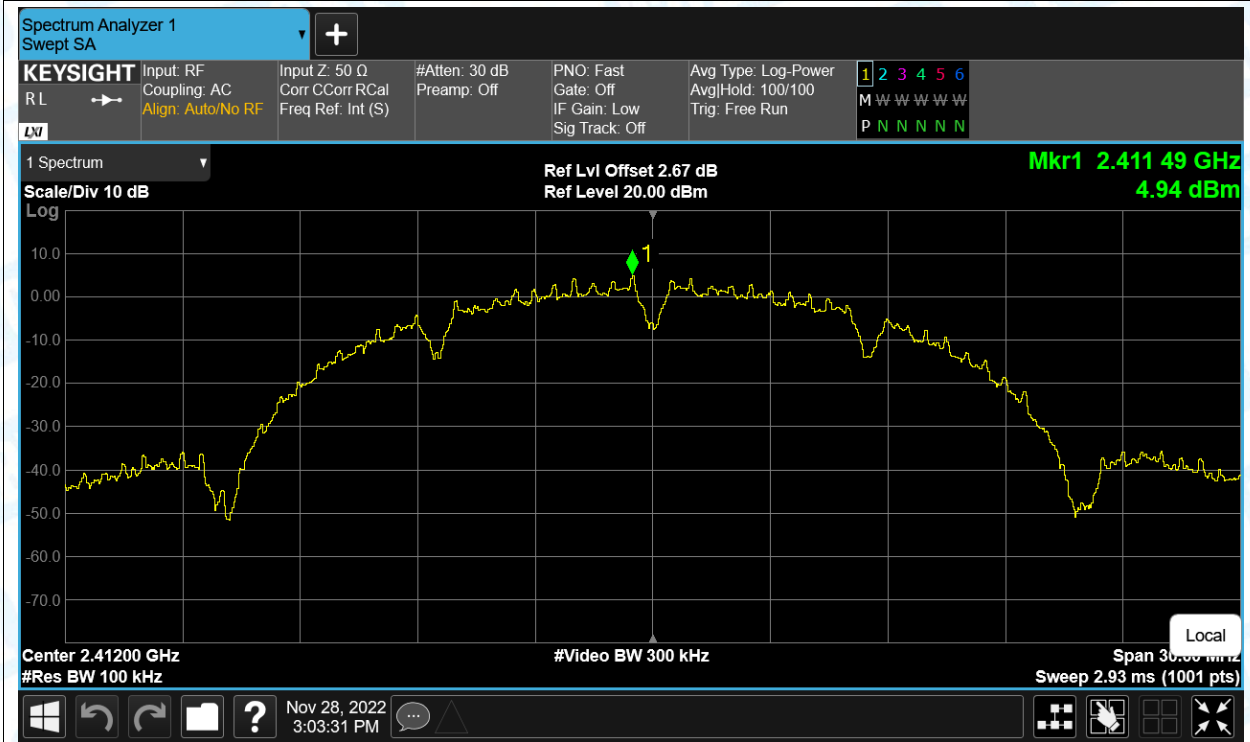 Spectrum Analyzer 1
Swept SA
KEYSIGHT
R L
LXI
Input: RF
Coupling: AC
Align: Auto/No RF
Input Z: 50 Ω
Corr CCorr RCal
Freq Ref: Int (S)
#Atten: 30 dB
Preamp: Off
PNO: Fast
Gate: Off
IF Gain: Low
Sig Track: Off
Avg Type: Log-Power
Avg|Hold: 100/100
Trig: Free Run
1 2 3 4 5 6
M W W W W W W
P N N N N N N
1 Spectrum
Scale/Div 10 dB
Log
Ref Lvl Offset 2.67 dB
Ref Level 20.00 dBm
Mkr1 2.411 49 GHz
4.94 dBm
1
10.0
0.00
-10.0
-20.0
-30.0
-40.0
-50.0
-60.0
-70.0
Local
Center 2.41200 GHz
#Video BW 300 kHz
Span 30.00 MHz
#Res BW 100 kHz
Sweep 2.93 ms (1001 pts)
?
Nov 28, 2022
3:03:31 PM